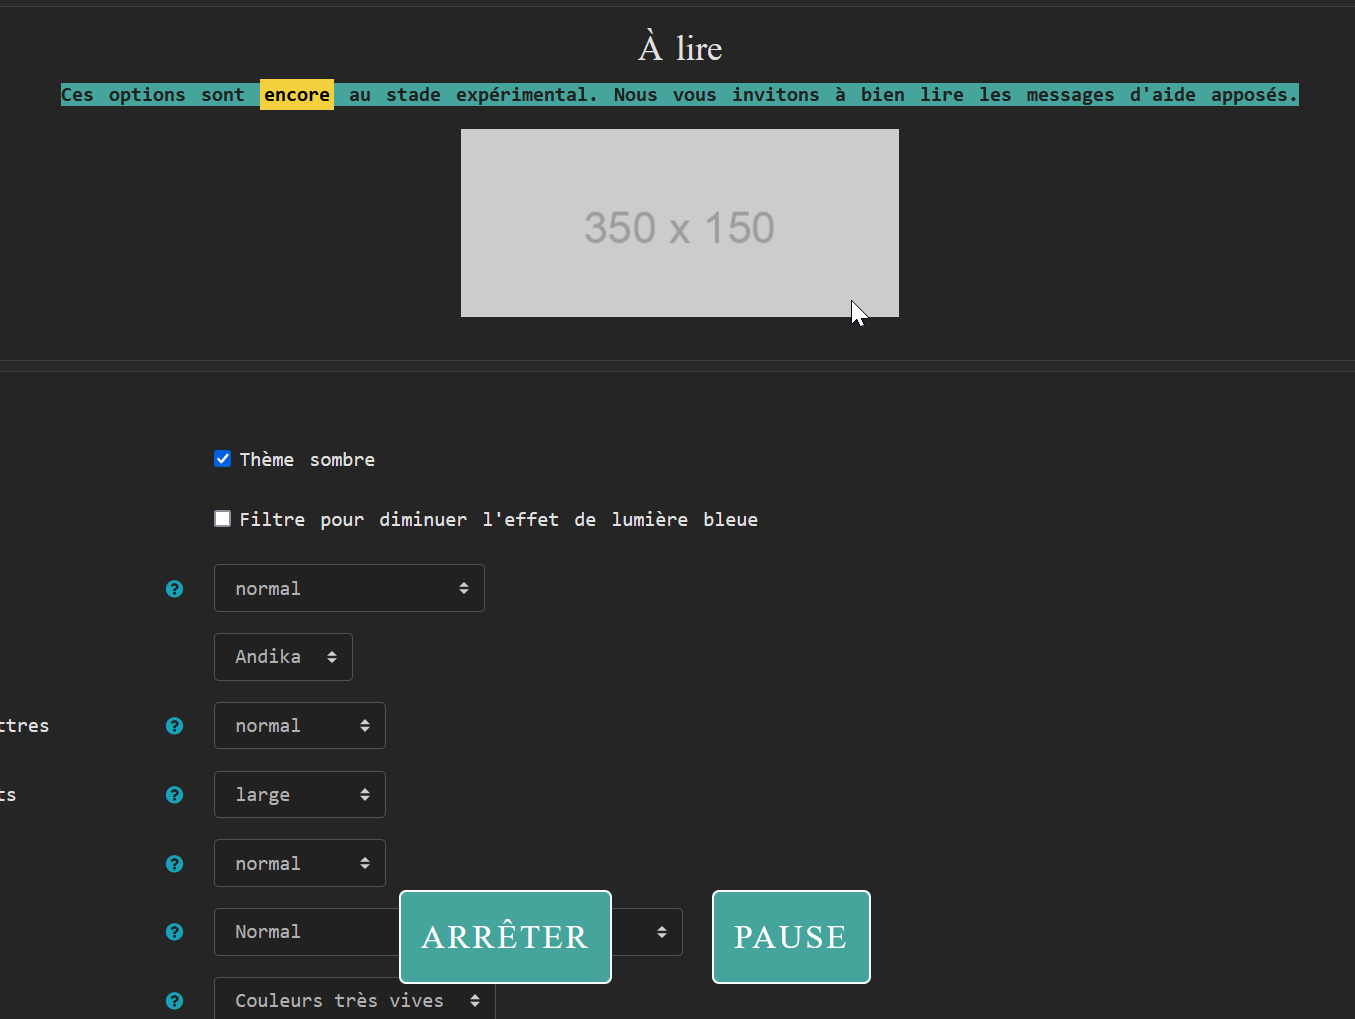 À lire
Ces options sont encore au stade expérimental. Nous vous invitons à bien lire les messages d'aide apposés.
350 x 150
Thème sombre
Filtre pour diminuer l'effet de lumière bleue
normal
Andika
ttres
normal
ts
large
normal
Normal
ARRÊTER
PAUSE
Couleurs très vives